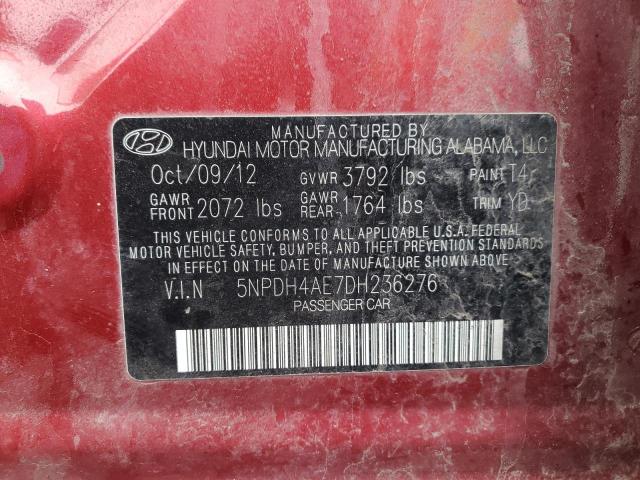 MANUFACTURED BY
HYUNDAI MOTOR MANUFACTURING ALABAMA, LLC
Oct/09/12 GVWR 3792 lbs PAINT T4
GAWR FRONT 2072 lbs GAWR REAR 1764 lbs TRIM YD
THIS VEHICLE CONFORMS TO ALL APPLICABLE U.S.A. FEDERAL
MOTOR VEHICLE SAFETY, BUMPER, AND THEFT PREVENTION
STANDARDS IN EFFECT ON THE DATE OF MANUFACTURE SHOWN ABOVE.
V.I.N 5NPDH4AE7DH236276
PASSENGER CAR